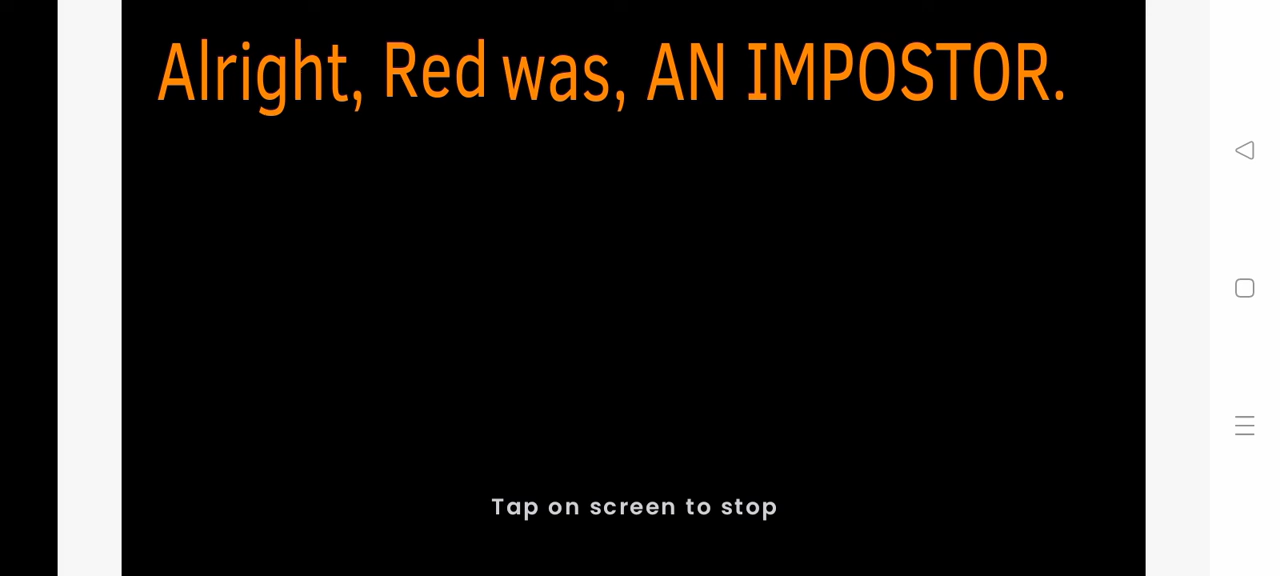 Alright, Red was, AN IMPOSTOR.
Tap on screen to stop